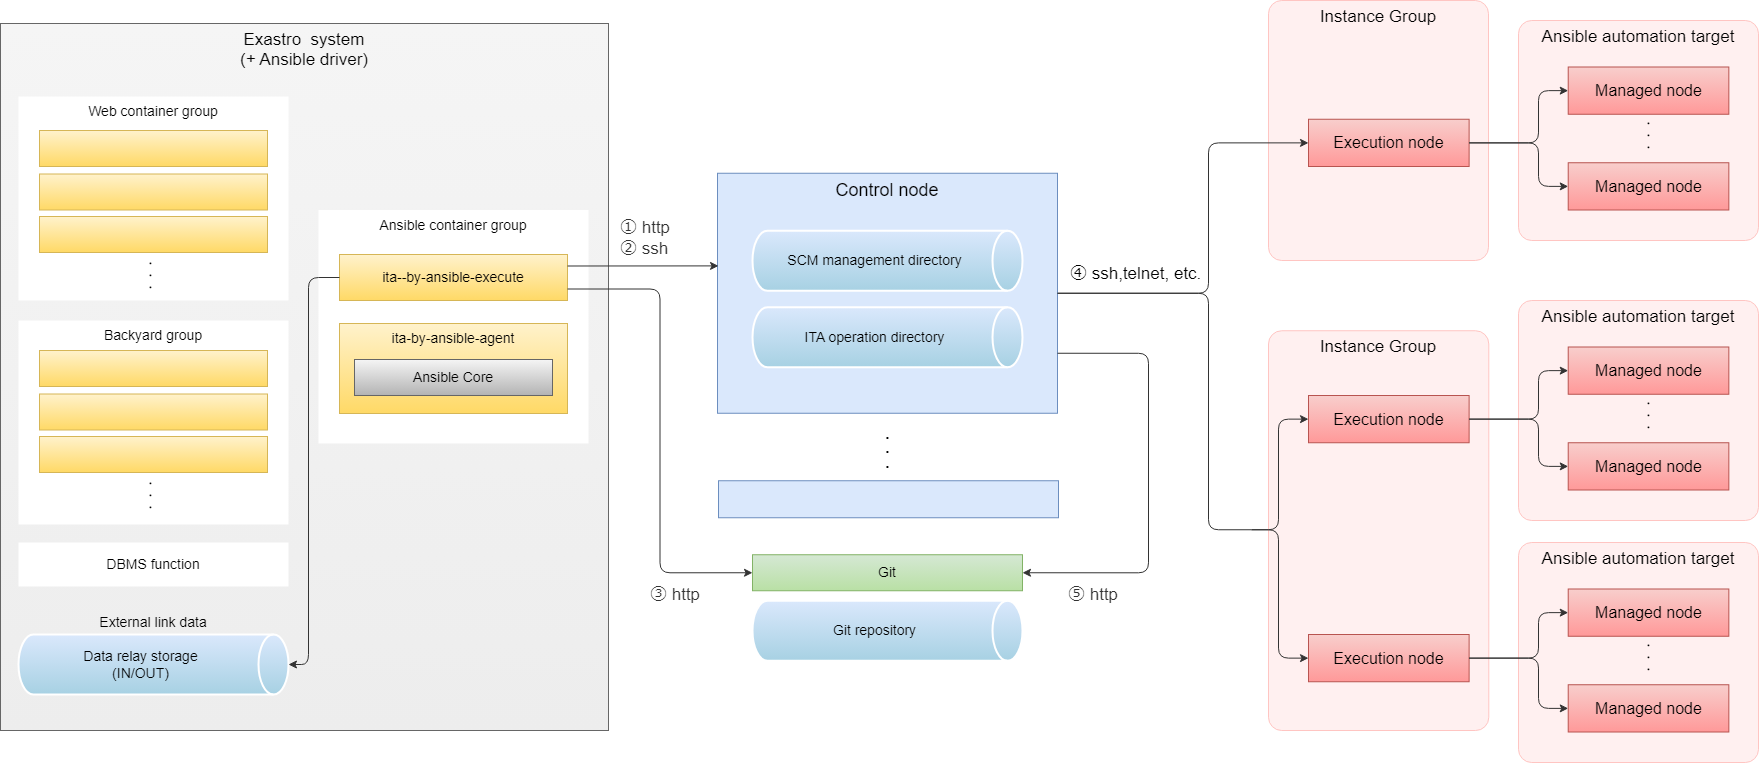 Exastro system
(+ Ansible driver)
Web container group
Backyard group
DBMS function
External link data
Data relay storage
(IN/OUT)
Ansible container group
ita--by-ansible-execute
ita-by-ansible-agent
Ansible Core
① http
② ssh
③ http
Control node
SCM management directory
ITA operation directory
Git
Git repository
④ ssh,telnet, etc.
⑤ http
Instance Group
Execution node
Ansible automation target
Managed node
Managed node
Instance Group
Execution node
Execution node
Ansible automation target
Managed node
Managed node
Ansible automation target
Managed node
Managed node